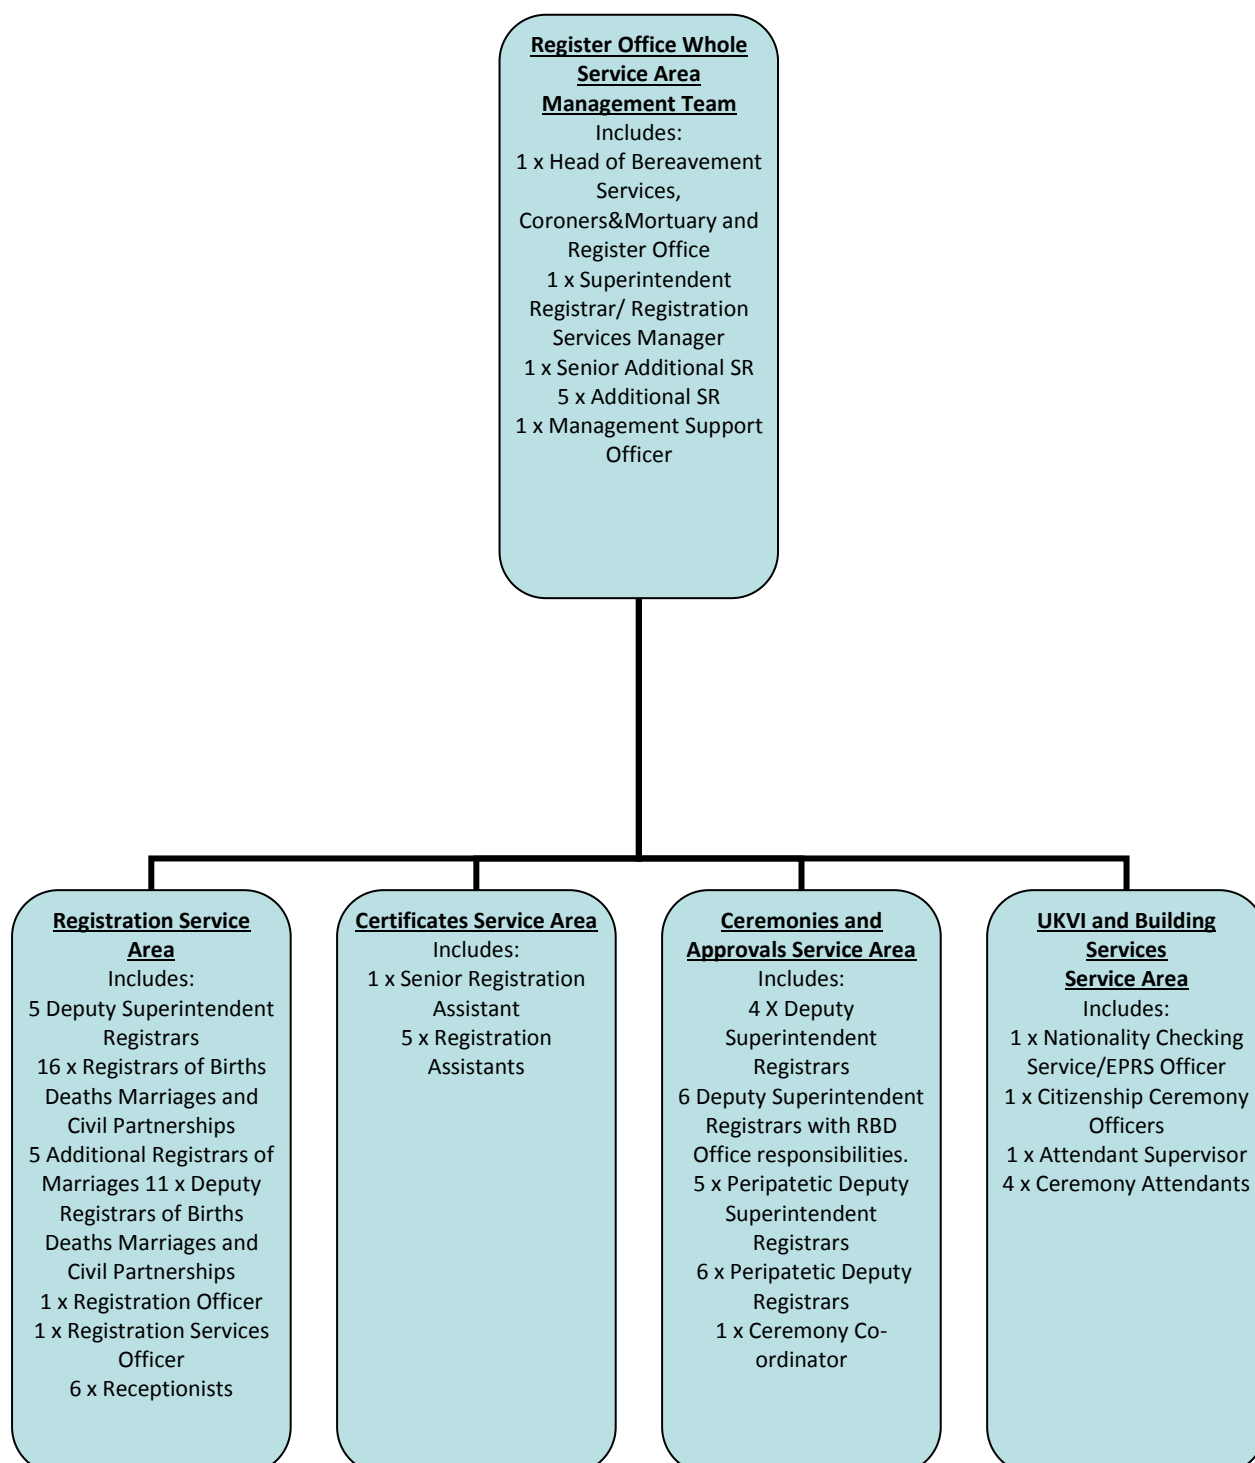 Register Office Whole
Service Area
Management Team
Includes:
1 x Head of Bereavement
Services,
Coroners&Mortuary and
Register Office
1 x Superintendent
Registrar/ Registration
Services Manager
1 x Senior Additional SR
5 x Additional SR
1 x Management Support
Officer
Registration Service
Area
Includes:
5 Deputy Superintendent
Registrars
16 x Registrars of Births
Deaths Marriages and
Civil Partnerships
5 Additional Registrars of
Marriages 11 x Deputy
Registrars of Births
Deaths Marriages and
Civil Partnerships
1 x Registration Officer
1 x Registration Services
Officer
6 x Receptionists
Certificates Service Area
Includes:
1 x Senior Registration
Assistant
5 x Registration
Assistants
Ceremonies and
Approvals Service Area
Includes:
4 X Deputy
Superintendent
Registrars
6 Deputy Superintendent
Registrars with RBD
Office responsibilities.
5 x Peripatetic Deputy
Superintendent
Registrars
6 x Peripatetic Deputy
Registrars
1 x Ceremony Co-
ordinator
UKVI and Building
Services
Service Area
Includes:
1 x Nationality Checking
Service/EPRS Officer
1 x Citizenship Ceremony
Officers
1 x Attendant Supervisor
4 x Ceremony Attendants